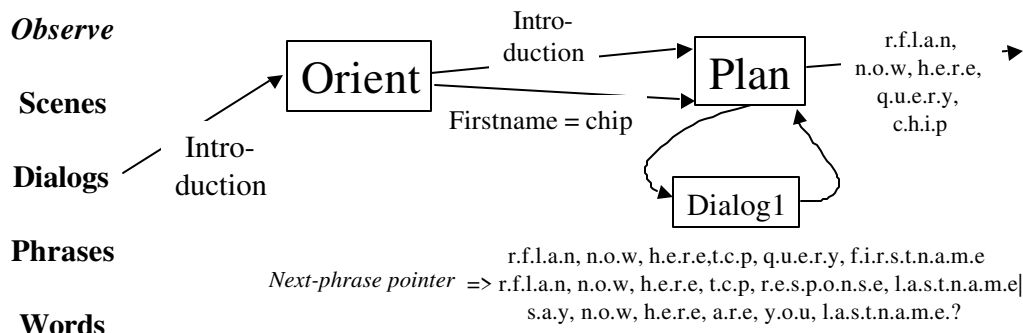 Observe
Scenes
Dialogs
Phrases
Words
Intro-
duction
Orient
Intro-
duction
Firstname = chip
Plan
r.f.l.a.n,
n.o.w, h.e.r.e,
q.u.e.r.y,
c.h.i.p
Dialog1
r.f.l.a.n, n.o.w, h.e.r.e,t.c.p, q.u.e.r.y, f.i.r.s.t.n.a.m.e
Next-phrase pointer => r.f.l.a.n, n.o.w, h.e.r.e, t.c.p, r.e.s.p.o.n.s.e, l.a.s.t.n.a.m.e|
s.a.y, n.o.w, h.e.r.e, a.r.e, y.o.u, l.a.s.t.n.a.m.e.?